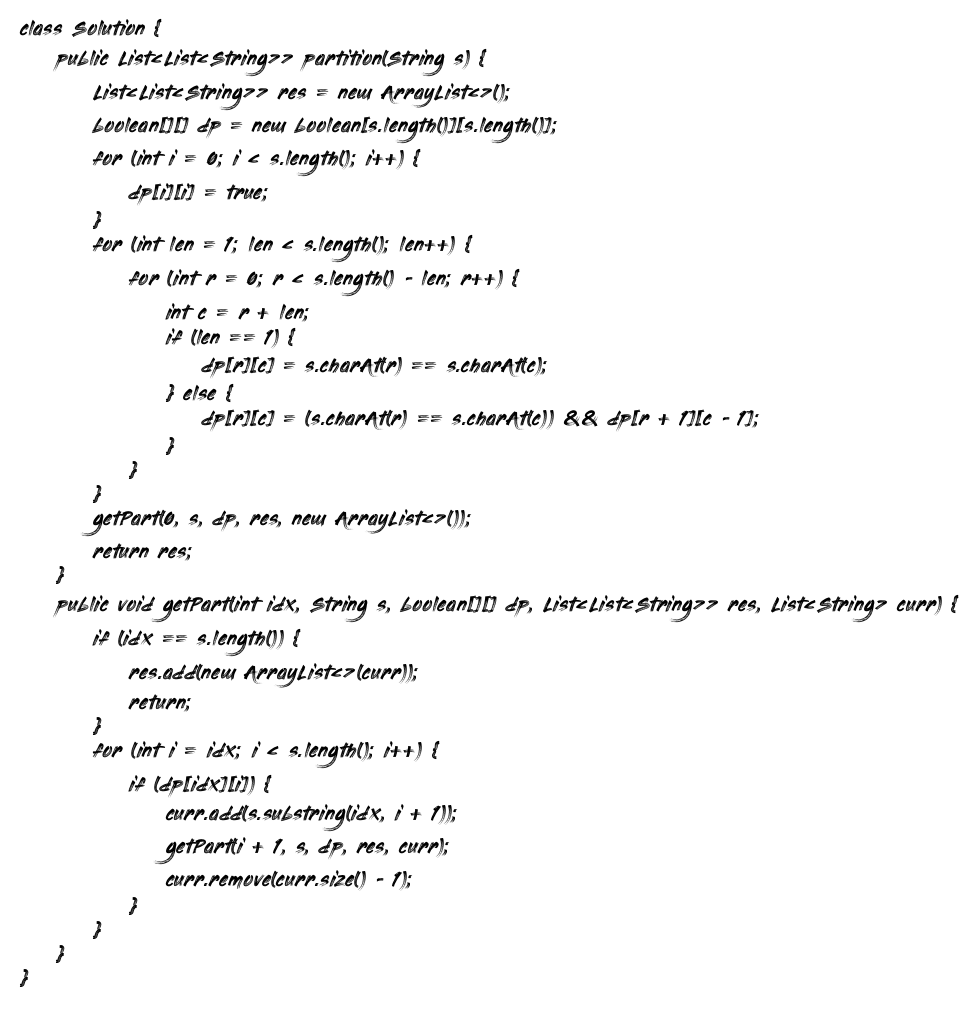 class Solution {
    public List<List<String>> partition(String s) {
        List<List<String>> res = new ArrayList<>();
        boolean[][] dp = new boolean[s.length()][s.length()];
        for (int i = 0; i < s.length(); i++) {
            dp[i][i] = true;
        }
        for (int len = 1; len < s.length(); len++) {
            for (int r = 0; r < s.length() - len; r++) {
                int c = r + len;
                if (len == 1) {
                    dp[r][c] = s.charAt(r) == s.charAt(c);
                } else {
                    dp[r][c] = (s.charAt(r) == s.charAt(c)) && dp[r + 1][c - 1];
                }
            }
        }
        getPart(0, s, dp, res, new ArrayList<>());
        return res;
    }
    public void getPart(int idx, String s, boolean[][] dp, List<List<String>> res, List<String> curr) {
        if (idx == s.length()) {
            res.add(new ArrayList<>(curr));
            return;
        }
        for (int i = idx; i < s.length(); i++) {
            if (dp[idx][i]) {
                curr.add(s.substring(idx, i + 1));
                getPart(i + 1, s, dp, res, curr);
                curr.remove(curr.size() - 1);
            }
        }
    }
}